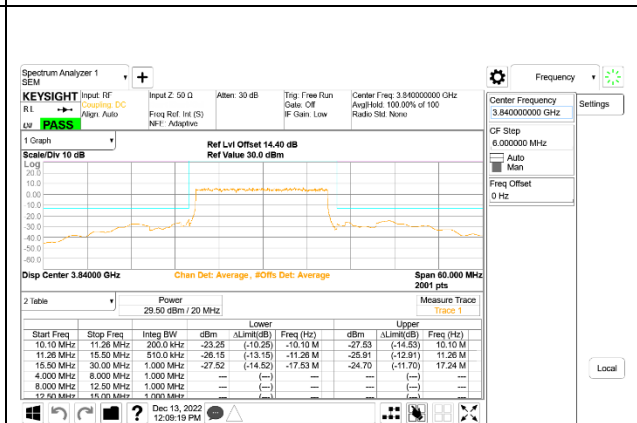 Spectrum Analyzer 1
SEM
Frequency
KEYSIGHT
RL
PASS
Input: RF
Coupling: DC
Align: Auto
Input Z: 50 Ω
Freq Ref: Int (S)
NFE: Adaptive
Atten: 30 dB
Trig: Free Run
Gate: Off
IF Gain: Low
Center Freq: 3.840000000 GHz
Avg|Hold: 100.00% of 100
Radio Std: None
Center Frequency
3.840000000 GHz
Settings
CF Step
6.000000 MHz
Auto
Man
Freq Offset
0 Hz
Local
1 Graph
Scale/Div 10 dB
Ref Lvl Offset 14.40 dB
Ref Value 30.0 dBm
Log
20.0
10.0
0.00
-10.0
-20.0
-30.0
-40.0
-50.0
-60.0
Disp Center 3.84000 GHz
Chan Det: Average, #Offs Det: Average
Span 60.000 MHz
2001 pts
2 Table
Power
29.50 dBm / 20 MHz
Measure Trace
Trace 1
Lower Upper
Start Freq Stop Freq Integ BW dBm ΔLimit(dB) Freq (Hz) dBm ΔLimit(dB) Freq (Hz)
10.10 MHz 11.26 MHz 200.0 kHz -23.25 (-10.25) -10.10 M -27.53 (-14.53) 10.10 M
11.26 MHz 15.50 MHz 510.0 kHz -26.15 (-13.15) -11.26 M -25.91 (-12.91) 11.26 M
15.50 MHz 30.00 MHz 1.000 MHz -27.52 (-14.52) -17.53 M -24.70 (-11.70) 17.24 M
4.000 MHz 8.000 MHz 1.000 MHz --- (---) --- --- (---) ---
8.000 MHz 12.50 MHz 1.000 MHz --- (---) --- --- (---) ---
12.50 MHz 15.00 MHz 1.000 MHz --- (---) --- --- (---) ---
?
Dec 13, 2022
12:09:19 PM